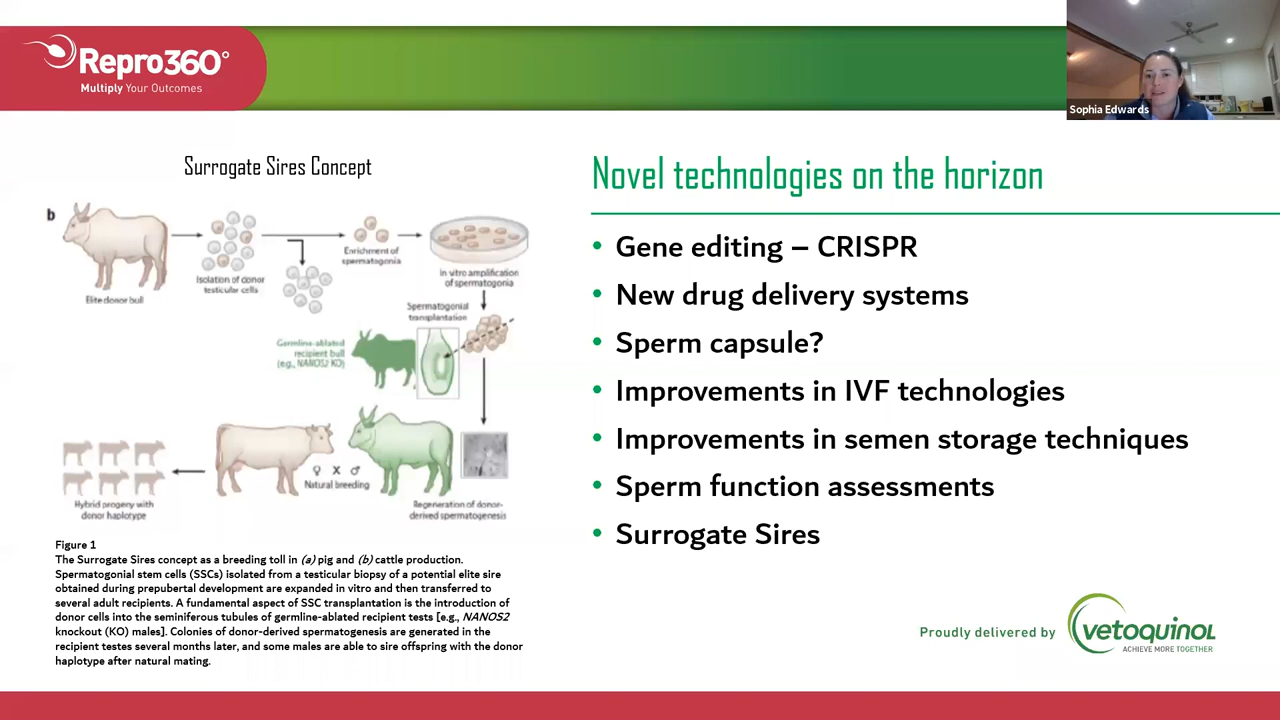 Repro360°
Multiply Your Outcomes
Sophia Edwards
Surrogate Sires Concept
b
Elite donor bull
Isolation of donor
testicular cells
Enrichment of
spermatogonia
In vitro amplification
of spermatogonia
Spermatogonial
transplantation
Germline-ablated
recipient bull
(e.g., NANOS2 KO)
♀ X ♂
Natural breeding
Hybrid progeny with
donor haplotype
Regeneration of donor-
derived spermatogenesis
Figure 1
The Surrogate Sires concept as a breeding toll in (a) pig and (b) cattle production.
Spermatogonial stem cells (SSCs) isolated from a testicular biopsy of a potential elite sire
obtained during prepubertal development are expanded in vitro and then transferred to
several adult recipients. A fundamental aspect of SSC transplantation is the introduction of
donor cells into the seminiferous tubules of germline-ablated recipient tests [e.g., NANOS2
knockout (KO) males]. Colonies of donor-derived spermatogenesis are generated in the
recipient testes several months later, and some males are able to sire offspring with the donor
haplotype after natural mating.
Novel technologies on the horizon
• Gene editing – CRISPR
• New drug delivery systems
• Sperm capsule?
• Improvements in IVF technologies
• Improvements in semen storage techniques
• Sperm function assessments
• Surrogate Sires
Proudly delivered by
vetoquinol
ACHIEVE MORE TOGETHER